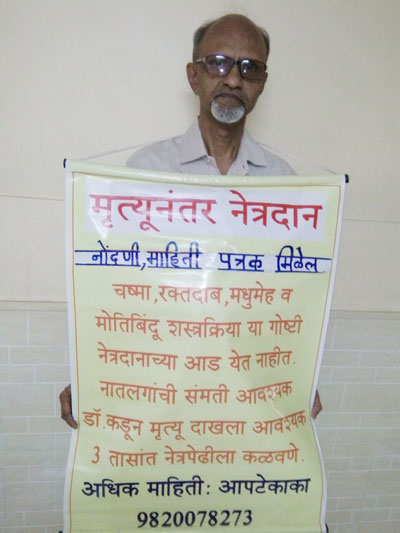 मृत्यूनंतर नेत्रदान
नोंदणी,माहिती पत्रक मिळेल
चष्मा,रक्तदाब,मधुमेह व
मोतिबिंदू शस्त्रक्रिया या गोष्टी
नेत्रदानाच्या आड येत नाहीत.
नातलगांची संमती आवश्यक
डॉ.कडून मृत्यू दाखला आवश्यक
3 तासांत नेत्रपेढीला कळवणे.
अधिक माहिती: आपटेकाका
9820078273